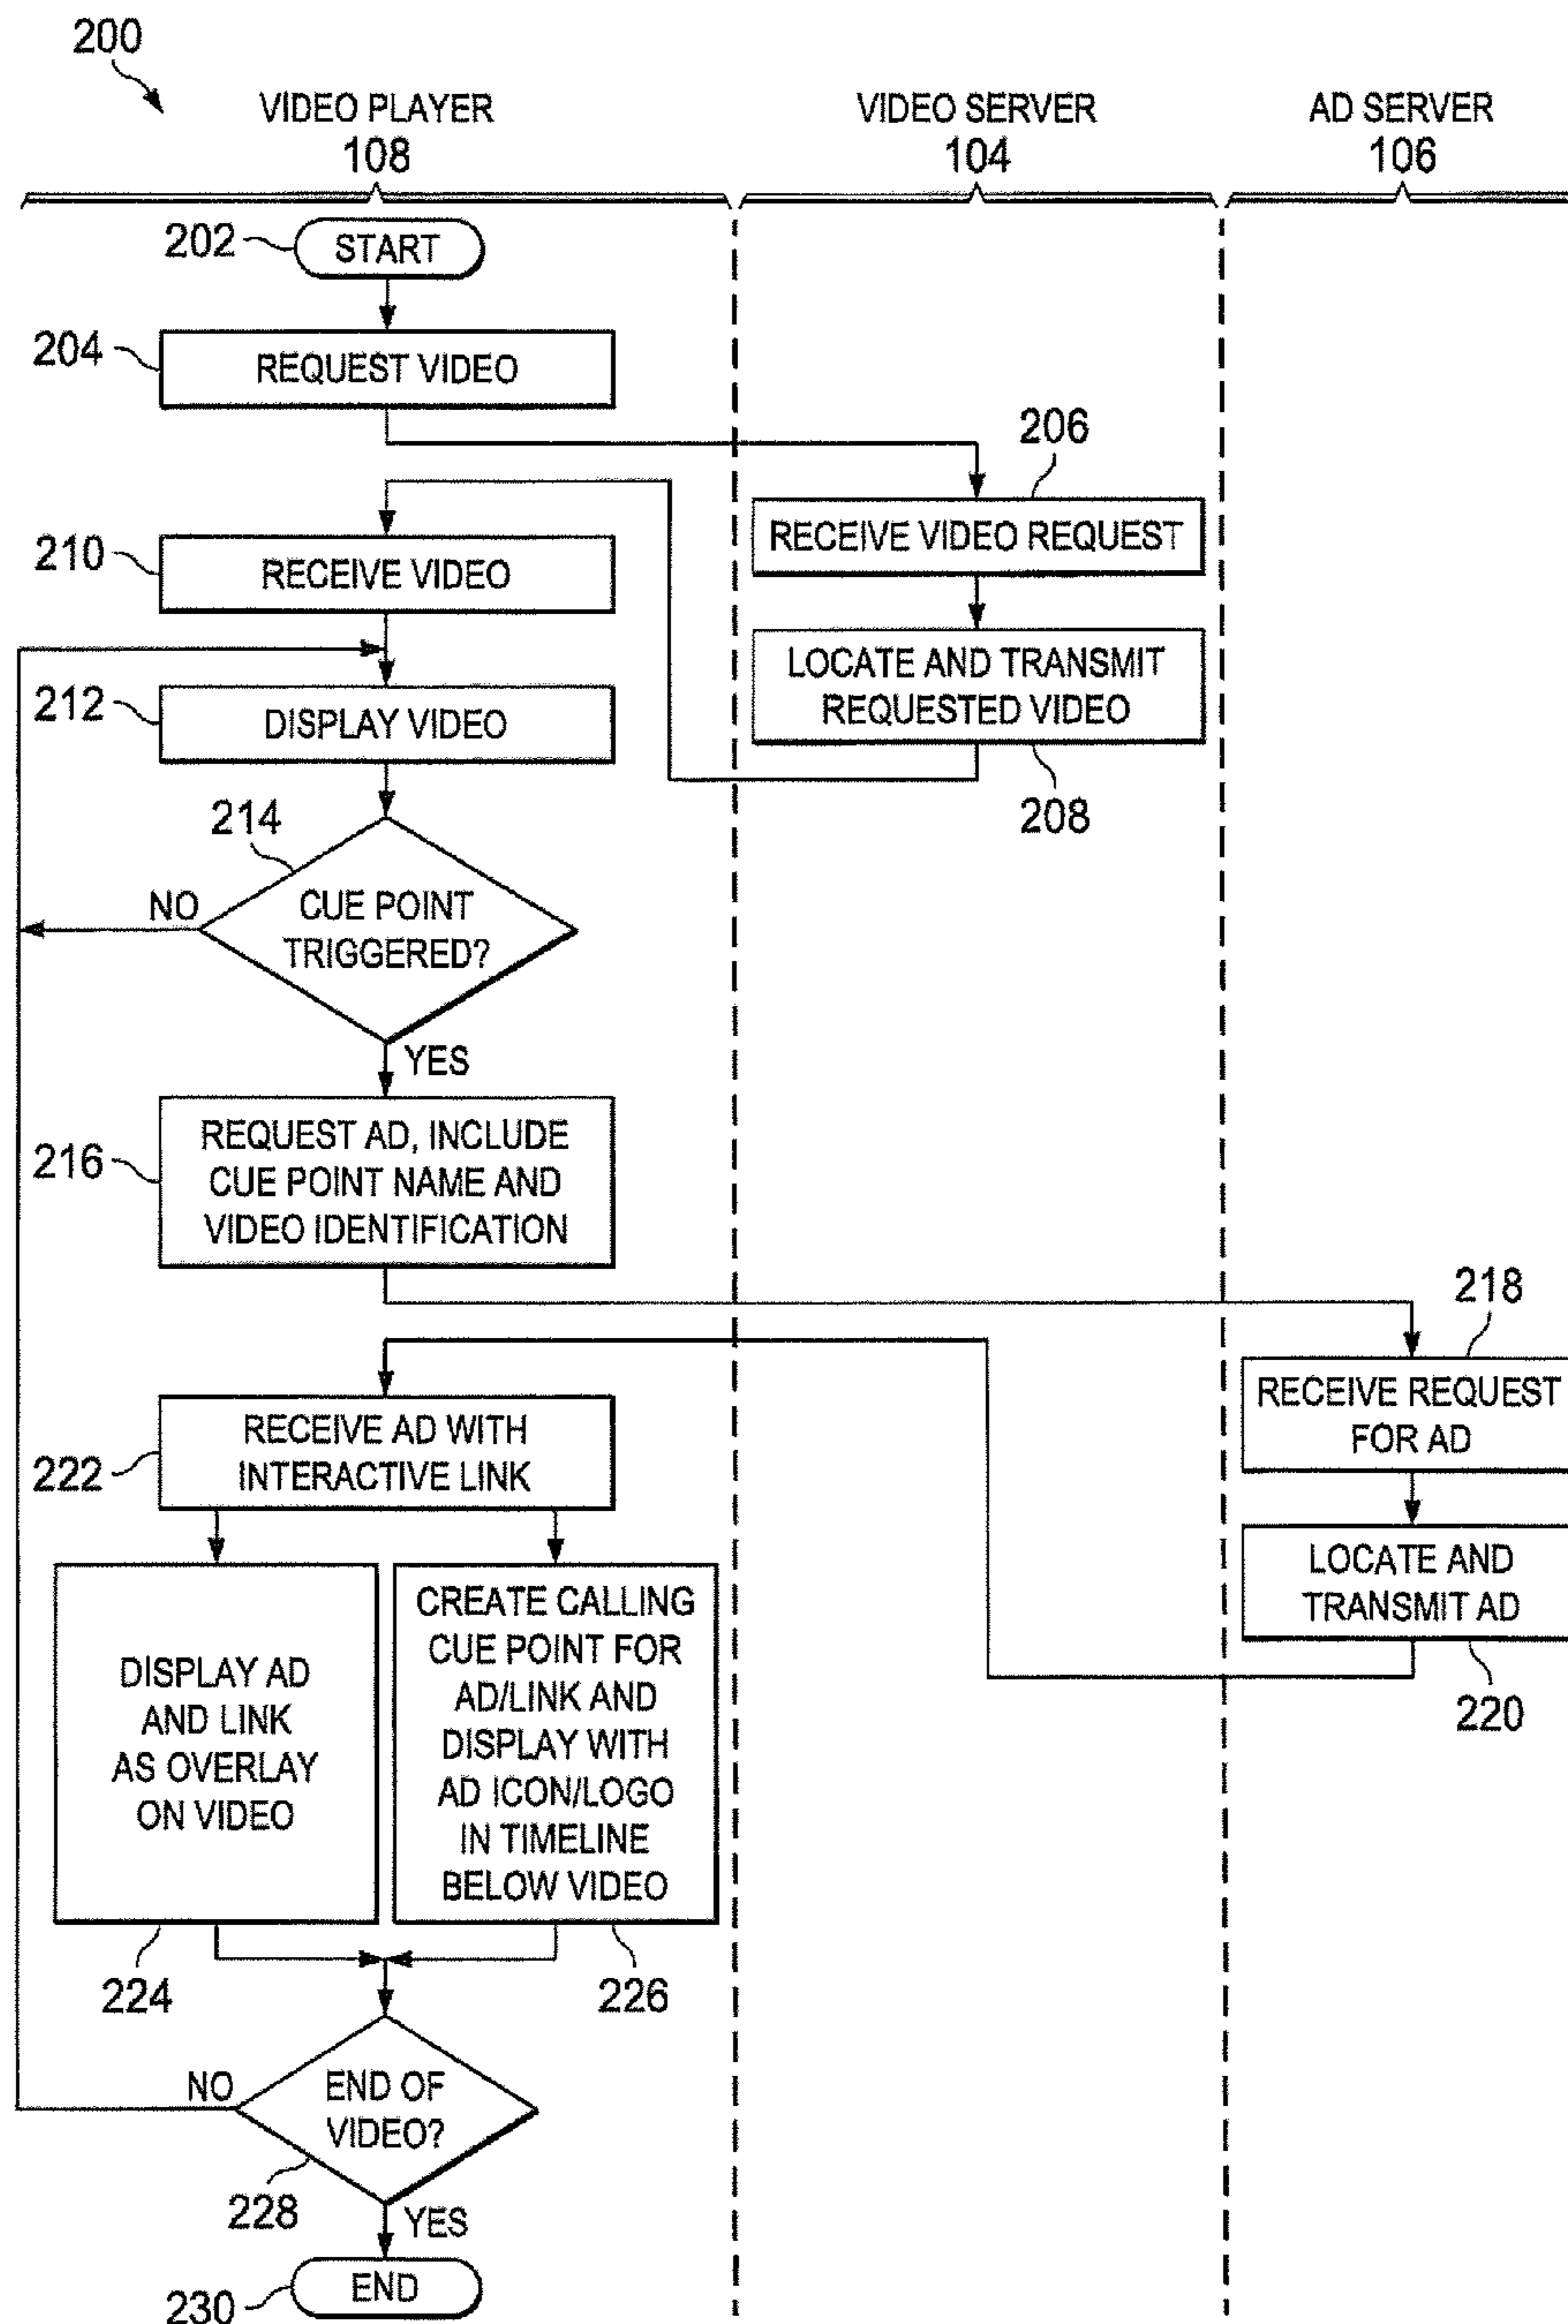 200
VIDEO PLAYER
108
VIDEO SERVER
104
AD SERVER
106
202
START
204
REQUEST VIDEO
206
RECEIVE VIDEO REQUEST
LOCATE AND TRANSMIT
REQUESTED VIDEO
208
210
RECEIVE VIDEO
212
DISPLAY VIDEO
214
CUE POINT
TRIGGERED?
NO
YES
216
REQUEST AD, INCLUDE
CUE POINT NAME AND
VIDEO IDENTIFICATION
218
RECEIVE REQUEST
FOR AD
LOCATE AND
TRANSMIT AD
220
222
RECEIVE AD WITH
INTERACTIVE LINK
DISPLAY AD
AND LINK
AS OVERLAY
ON VIDEO
224
CREATE CALLING
CUE POINT FOR
AD/LINK AND
DISPLAY WITH
AD ICON/LOGO
IN TIMELINE
BELOW VIDEO
226
NO
END OF
VIDEO?
228
YES
END
230